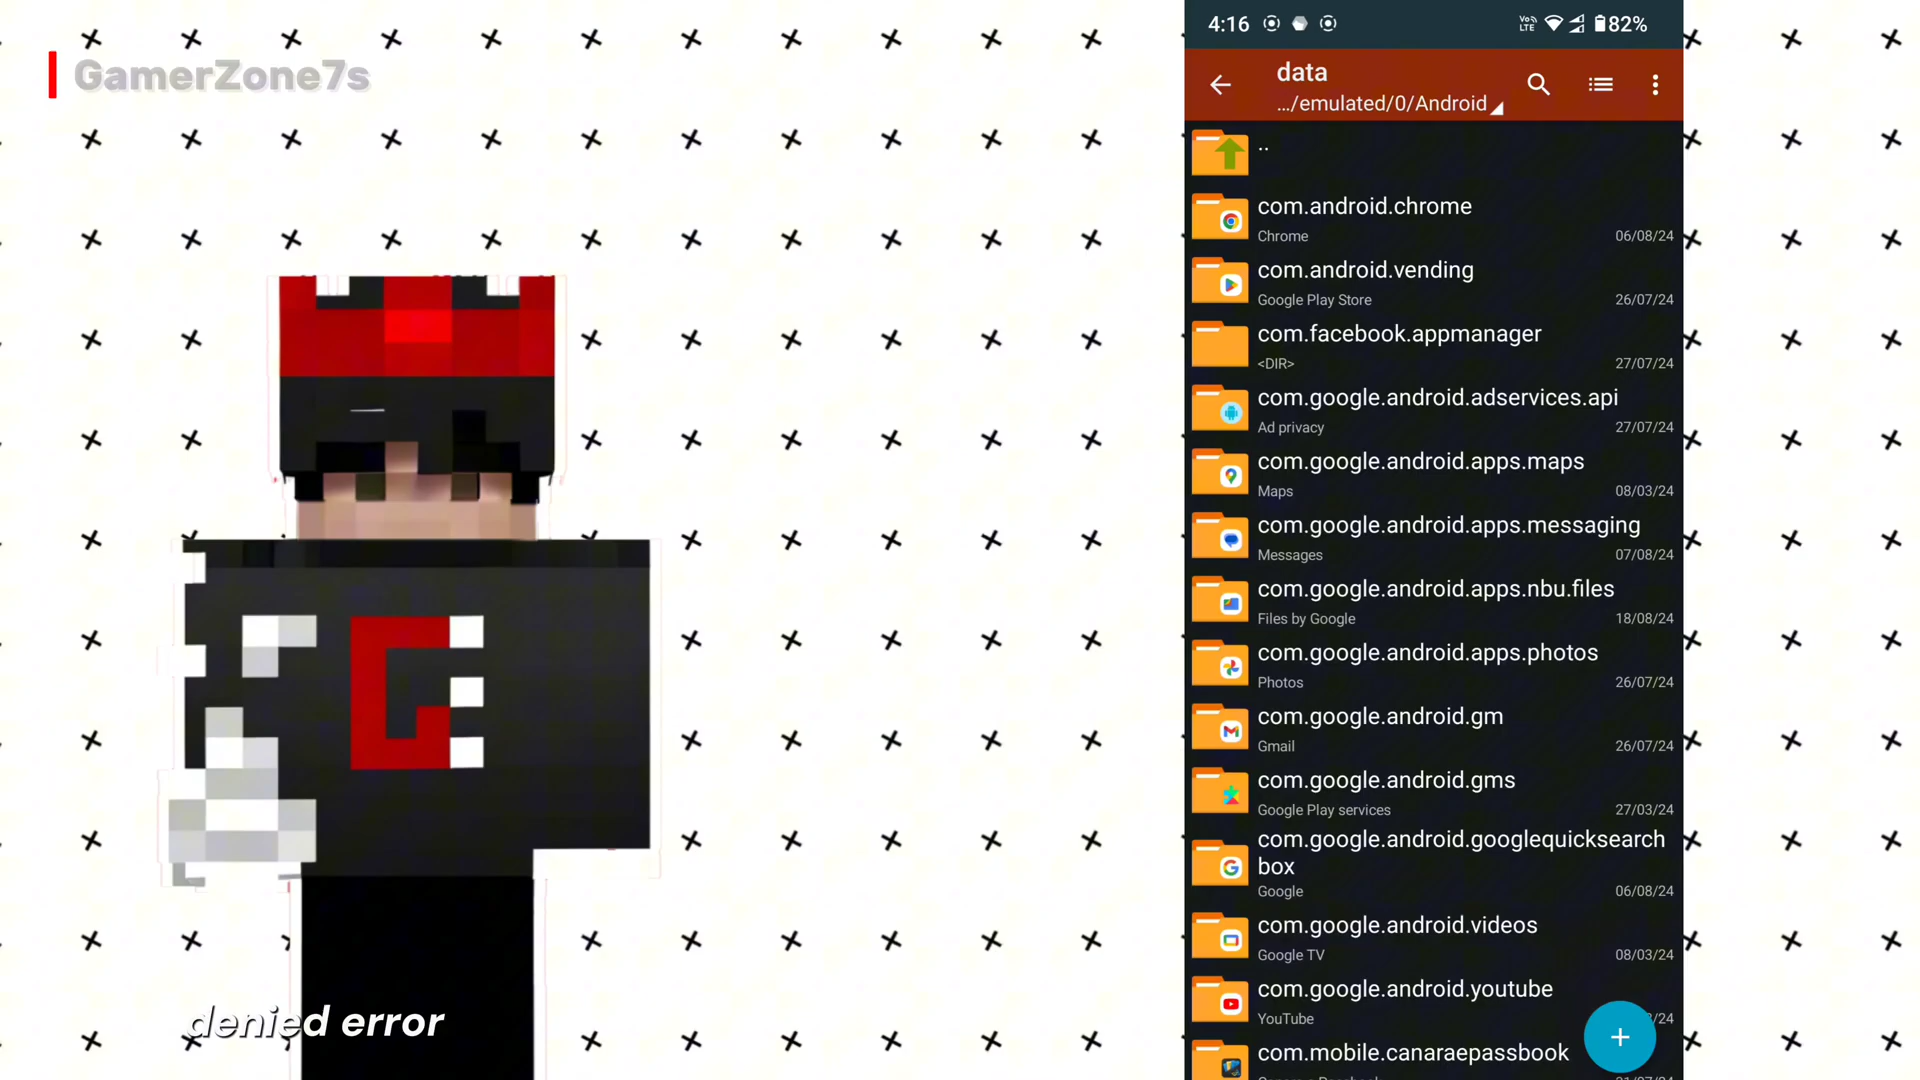 GamerZone7s
denied error
4:16
Vo)) LTE
82%
data
.../emulated/0/Android
..
com.android.chrome
Chrome
06/08/24
com.android.vending
Google Play Store
26/07/24
com.facebook.appmanager
<DIR>
27/07/24
com.google.android.adservices.api
Ad privacy
27/07/24
com.google.android.apps.maps
Maps
08/03/24
com.google.android.apps.messaging
Messages
07/08/24
com.google.android.apps.nbu.files
Files by Google
18/08/24
com.google.android.apps.photos
Photos
26/07/24
com.google.android.gm
Gmail
26/07/24
com.google.android.gms
Google Play services
27/03/24
com.google.android.googlequicksearch
box
Google
06/08/24
com.google.android.videos
Google TV
08/03/24
com.google.android.youtube
YouTube
/24
com.mobile.canaraepassbook